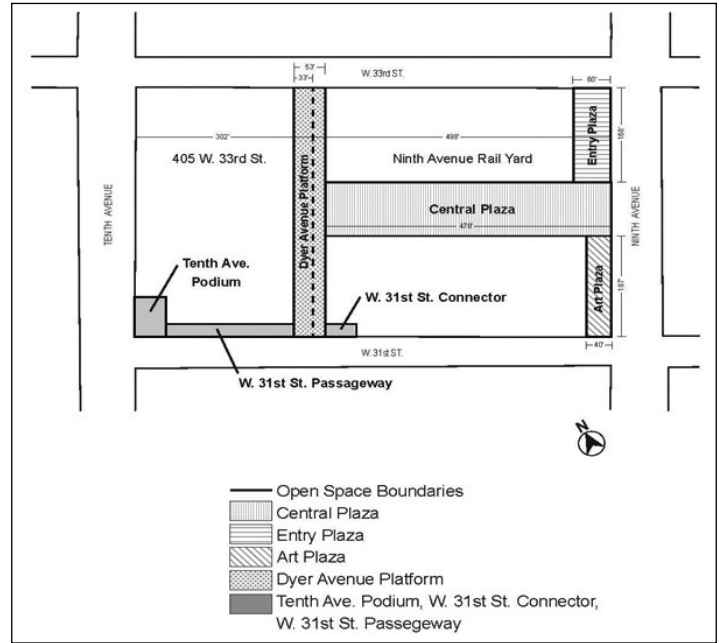 53'
33'
W. 33rd ST.
60'
302'
498'
168'
405 W. 33rd St.
Ninth Avenue Rail Yard
Entry Plaza
Dyer Avenue Platform
Central Plaza
478'
TENTH AVENUE
NINTH AVENUE
Tenth Ave.
Podium
W. 31st St. Connector
Art Plaza
187'
W. 31st ST.
40'
W. 31st St. Passageway
N
Open Space Boundaries
Central Plaza
Entry Plaza
Art Plaza
Dyer Avenue Platform
Tenth Ave. Podium, W. 31st St. Connector,
W. 31st St. Passegeway